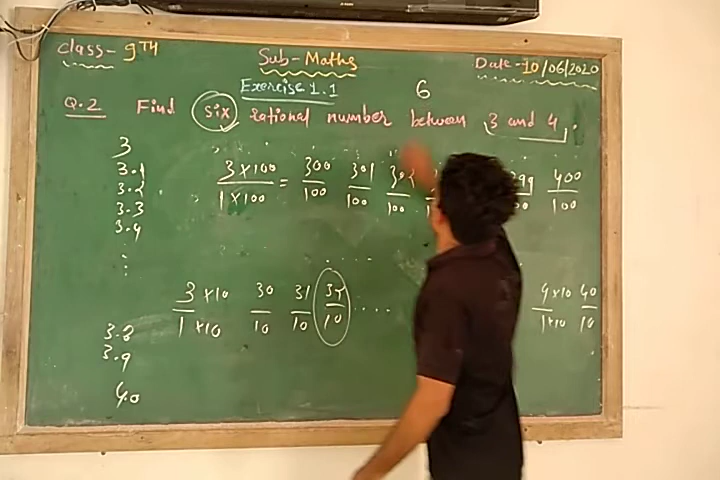 Class- 9TH Sub-Maths Date-10/06/2020
Exercise 1.1 6
Q.2 Find six rational number between 3 and 4.
3
3.1
3.2
3.3
3.4
3×100/1×100 = 300/100 301/100 302/100 400/100
3×10/1×10 30/10 31/10 32/10 .... 4×10/1×10 40/10
3.8
3.9
4.0